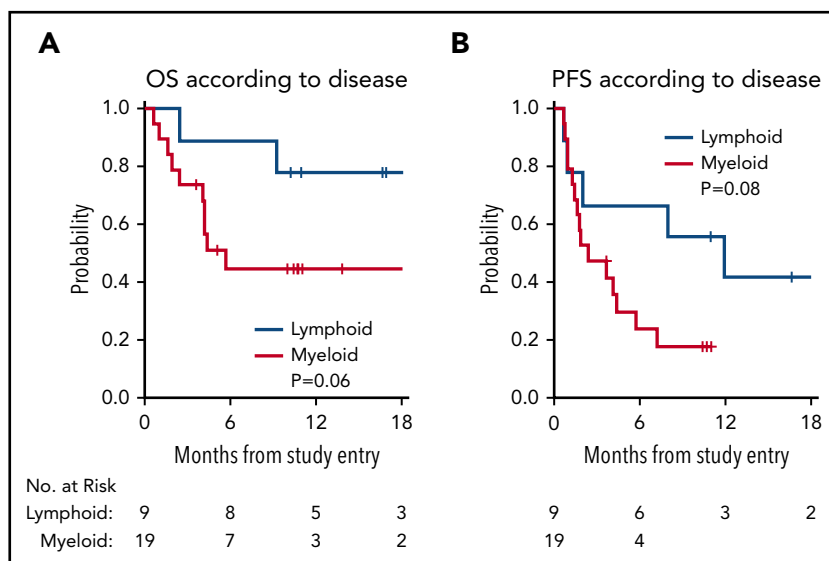 A
OS according to disease
1.0
0.8
0.6
0.4
0.2
0.0
Probability
Lymphoid
Myeloid
P=0.06
0 6 12 18
Months from study entry
No. at Risk
Lymphoid: 9 8 5 3
Myeloid: 19 7 3 2
B
PFS according to disease
1.0
0.8
0.6
0.4
0.2
0.0
Probability
Lymphoid
Myeloid
P=0.08
0 6 12 18
Months from study entry
9 6 3 2
19 4